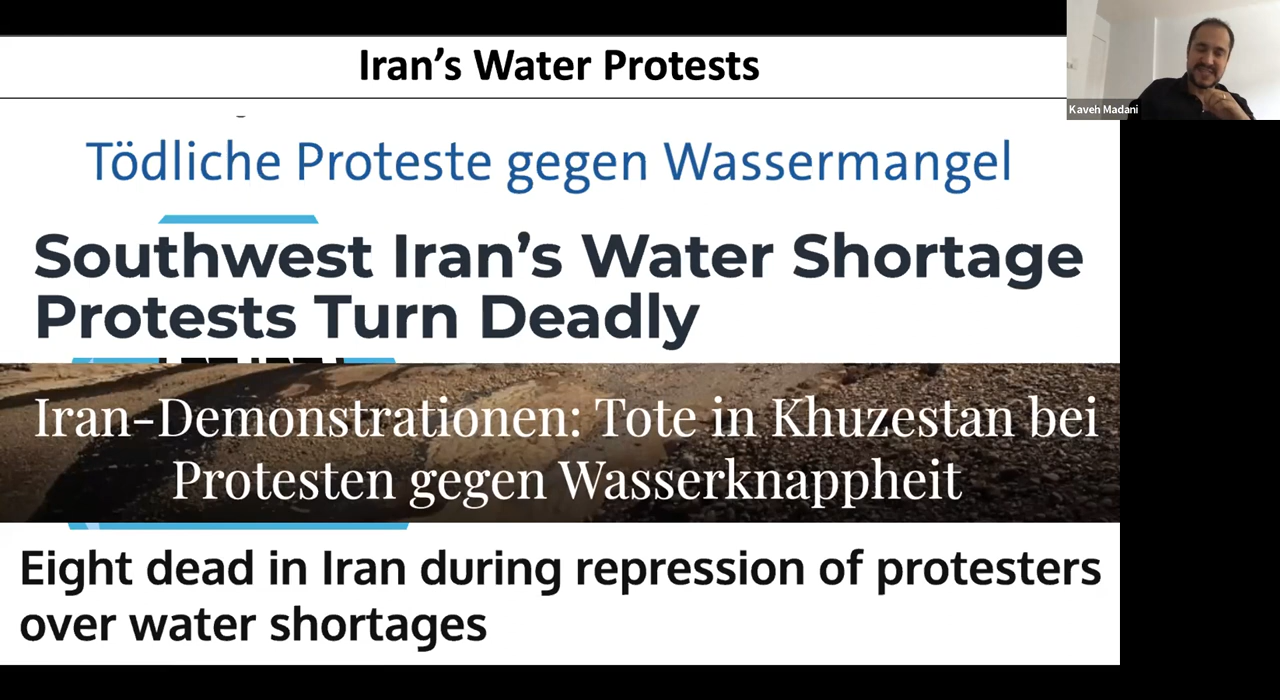 Iran’s Water Protests
Kaveh Madani
Tödliche Proteste gegen Wassermangel
Southwest Iran’s Water Shortage
Protests Turn Deadly
Iran-Demonstrationen: Tote in Khuzestan bei
Protesten gegen Wasserknappheit
Eight dead in Iran during repression of protesters
over water shortages